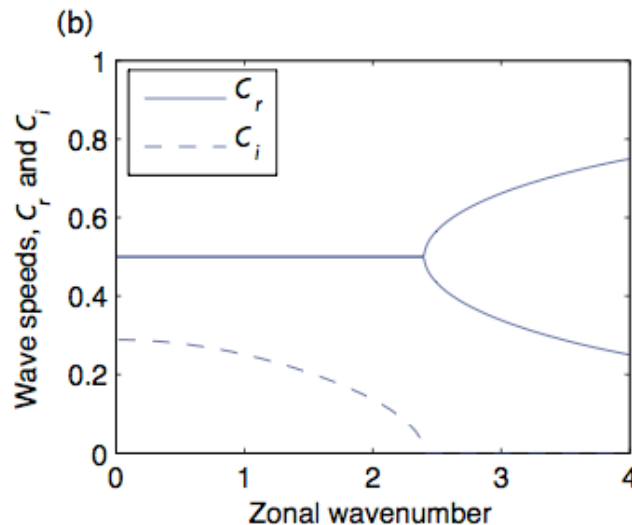 (b)
1
C_r
C_i
0.8
0.6
0.4
0.2
0
0 1 2 3 4
Wave speeds, C_r and C_i
Zonal wavenumber